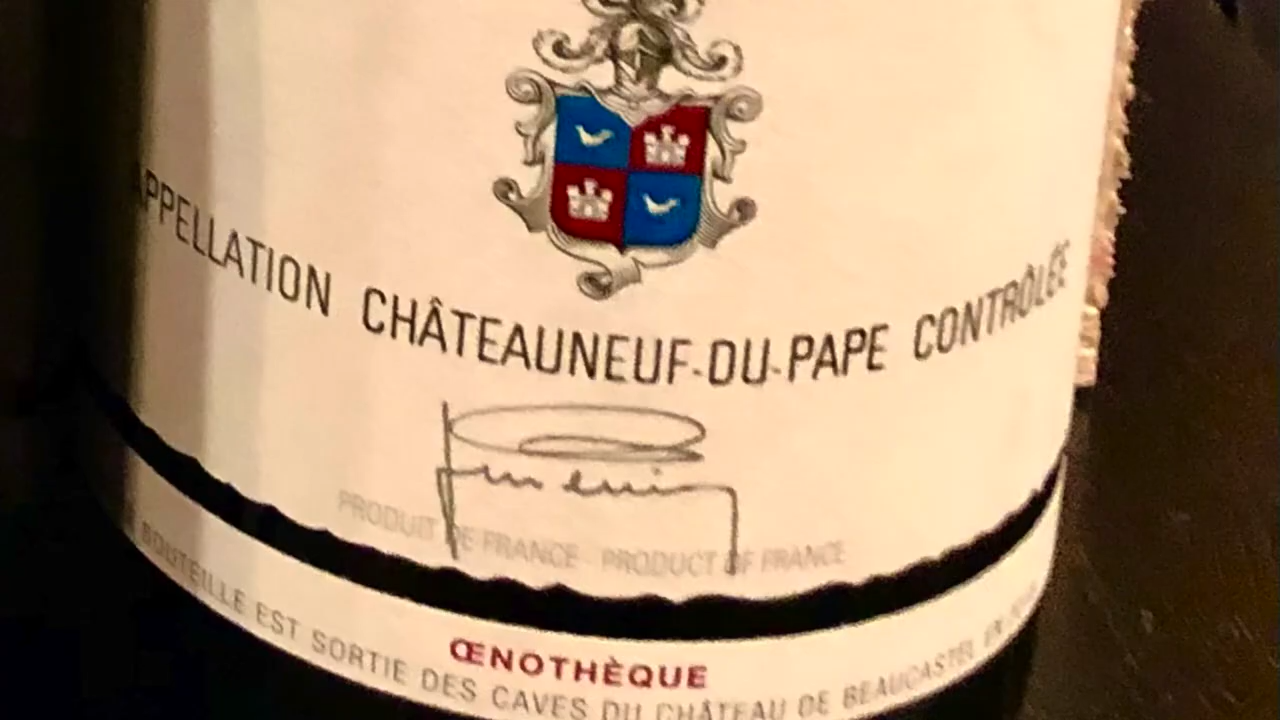 APPELLATION CHÂTEAUNEUF-DU-PAPE CONTRÔLÉE
PRODUIT DE FRANCE - PRODUCT OF FRANCE
ŒNOTHÈQUE
BOUTEILLE EST SORTIE DES CAVES DU CHÂTEAU DE BEAUCASTEL EN